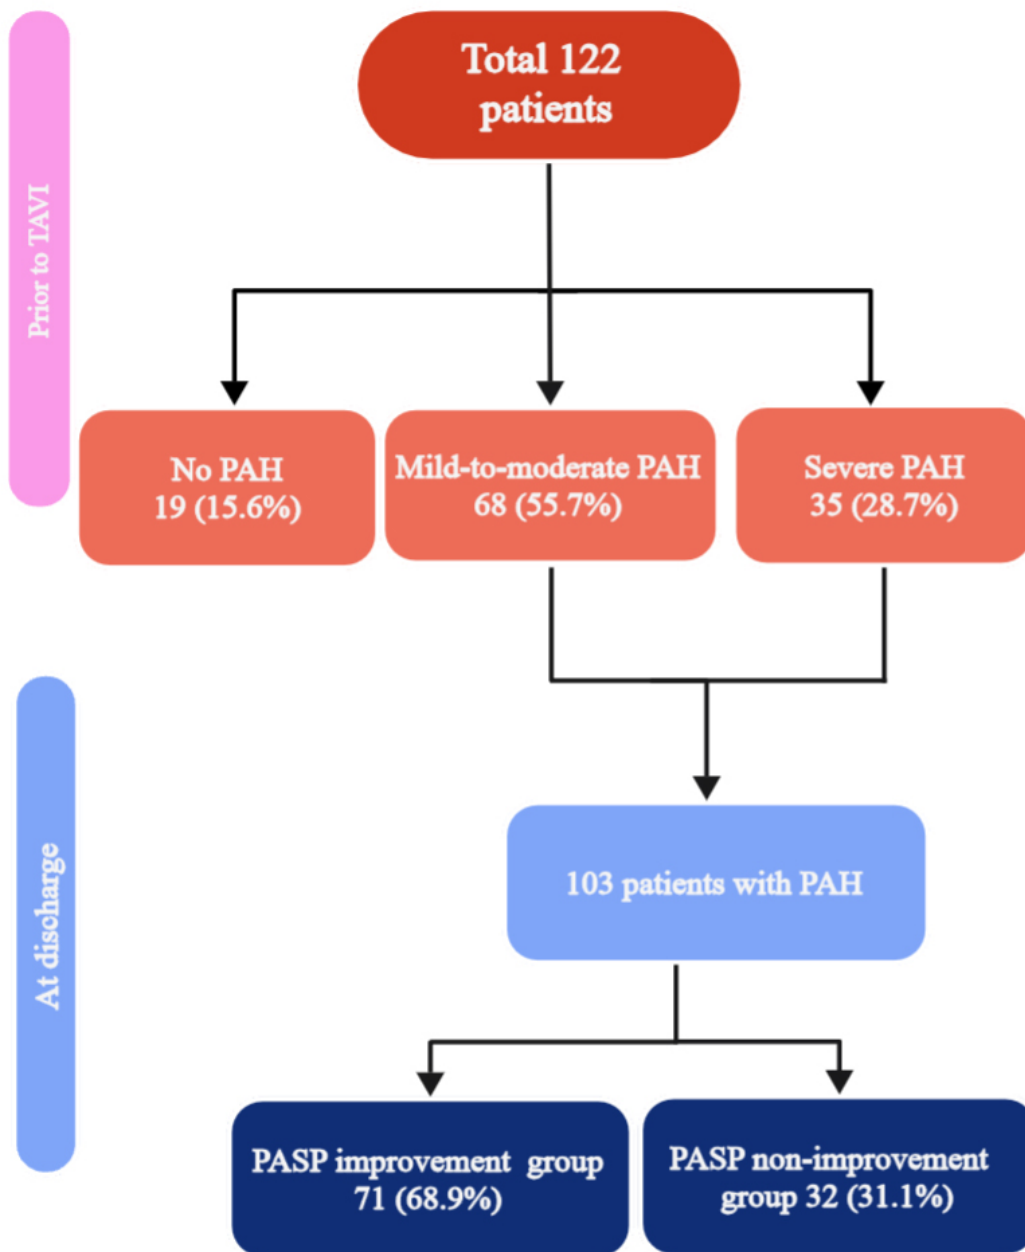 Total 122
patients
Prior to TAVI
No PAH
19 (15.6%)
Mild-to-moderate PAH
68 (55.7%)
Severe PAH
35 (28.7%)
At discharge
103 patients with PAH
PASP improvement group
71 (68.9%)
PASP non-improvement
group 32 (31.1%)